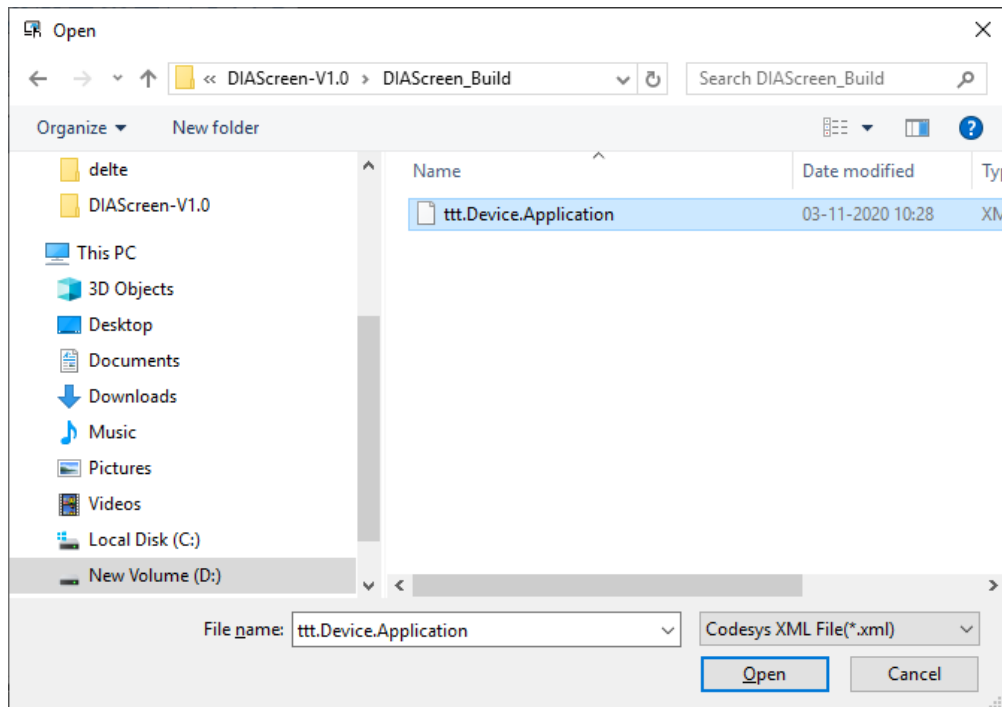 Open
« DIAScreen-V1.0 › DIAScreen_Build
Search DIAScreen_Build
Organize
New folder
?
delte
DIAScreen-V1.0
This PC
3D Objects
Desktop
Documents
Downloads
Music
Pictures
Videos
Local Disk (C:)
New Volume (D:)
Name
Date modified
Ty
ttt.Device.Application
03-11-2020 10:28
XM
File name:
ttt.Device.Application
Codesys XML File(*.xml)
Open
Cancel